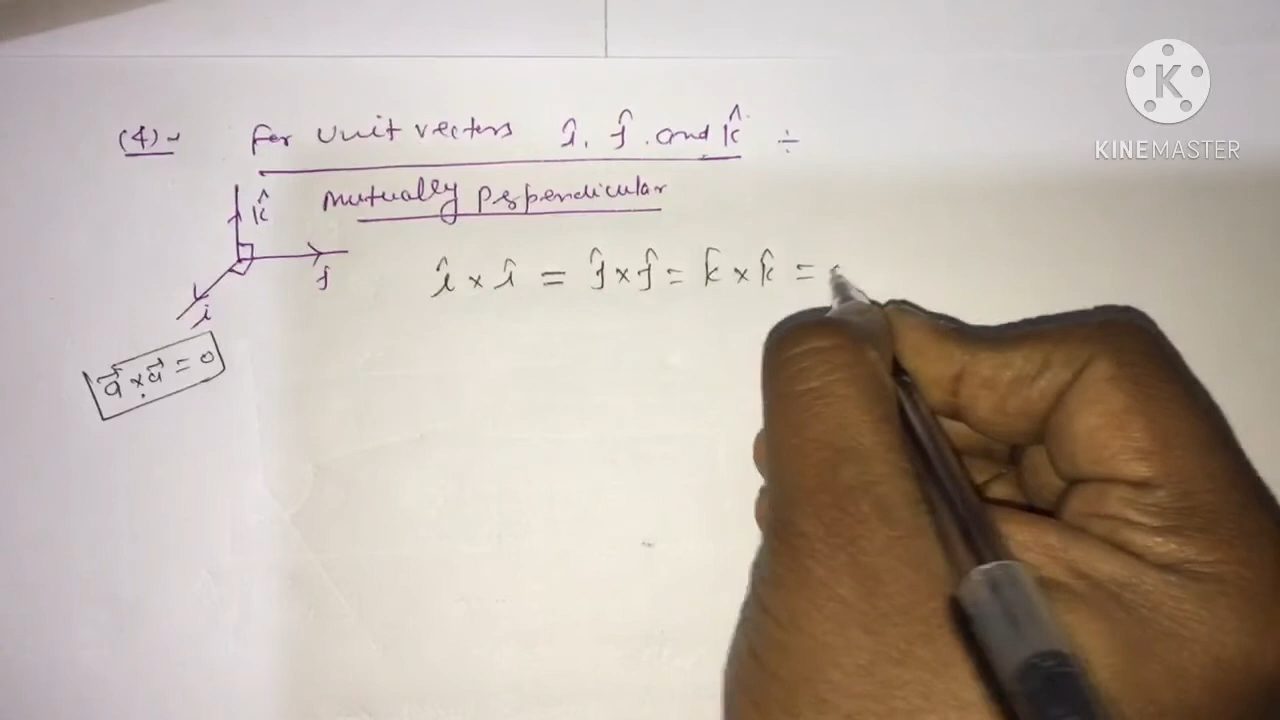 K
KINEMASTER
(4)~ For Unit vectors î, ĵ. and k̂ ÷
Mutually Perpendicular
k̂
j
i
î × î = ĵ × ĵ = k̂ × k̂ =
a⃗ × a⃗ = 0